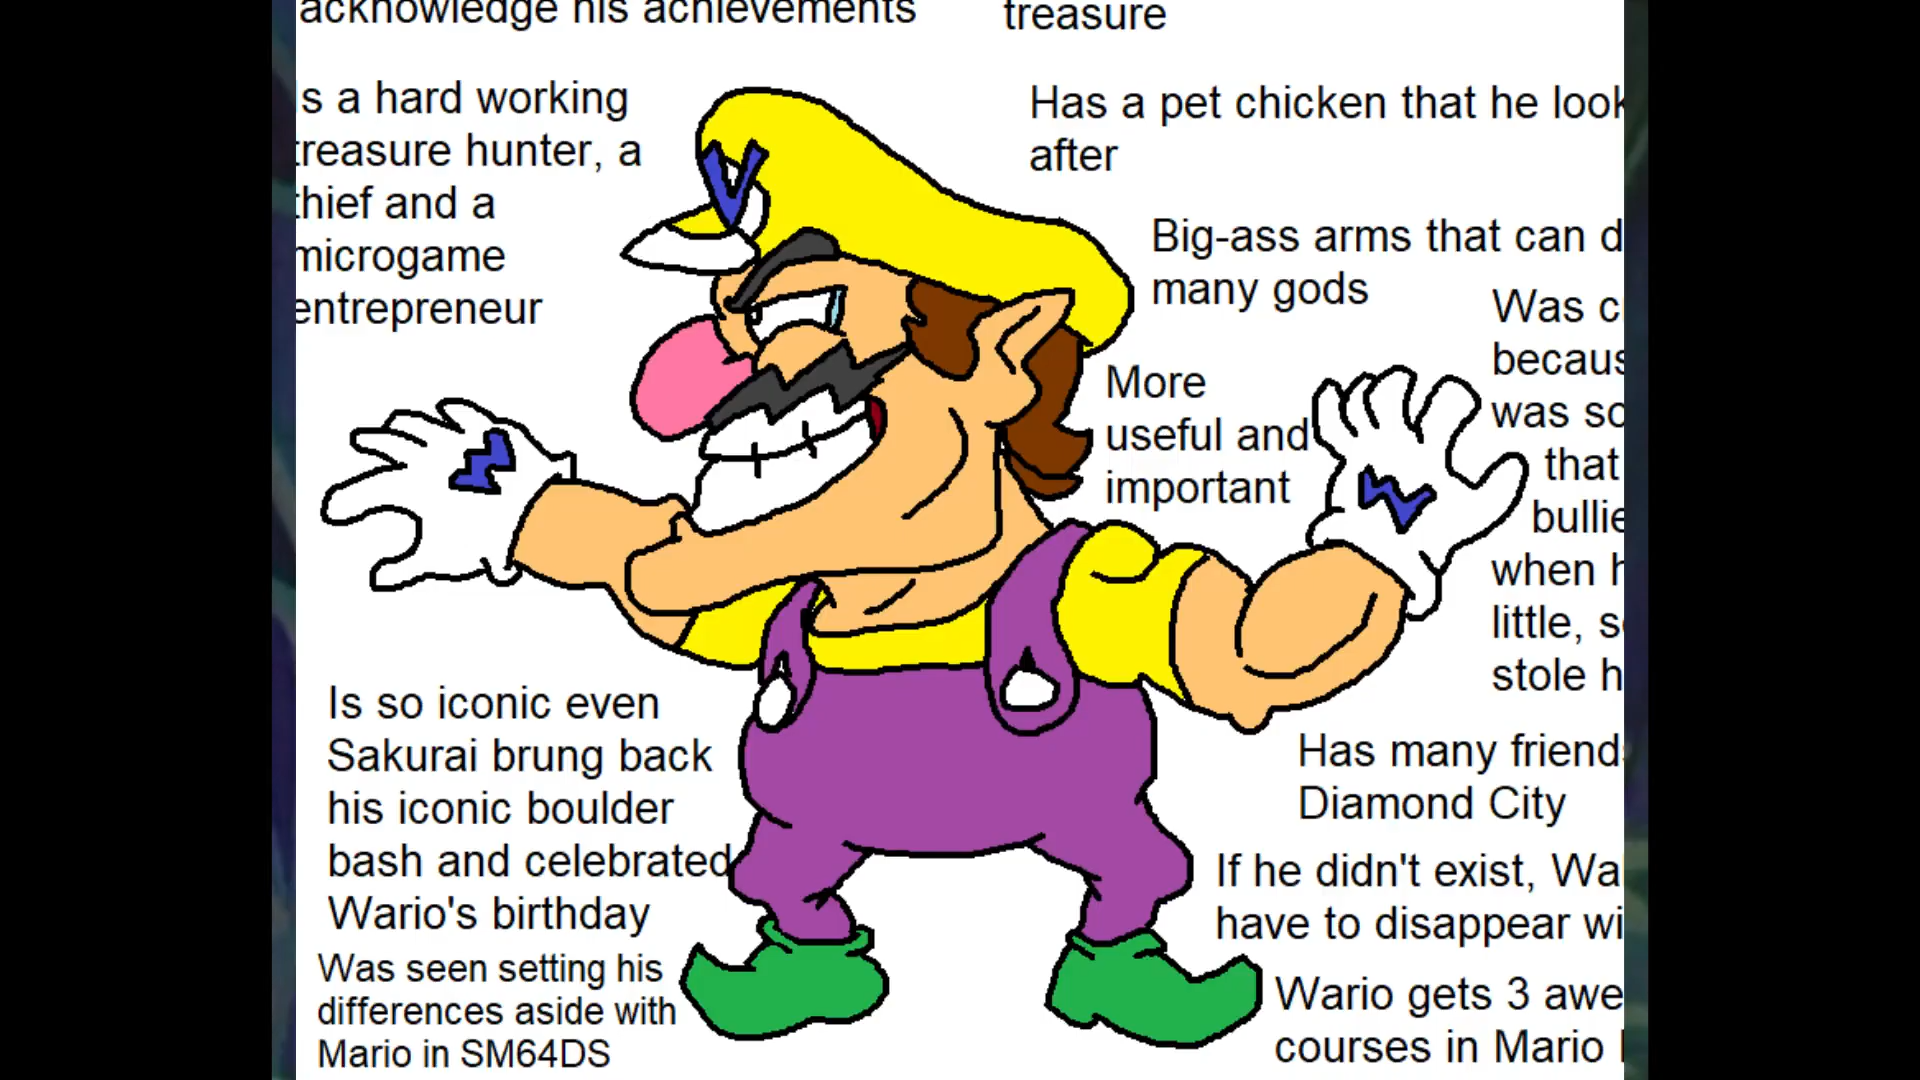 acknowledge his achievements
treasure
Is a hard working
treasure hunter, a
thief and a
microgame
entrepreneur
Has a pet chicken that he look
after
Big-ass arms that can d
many gods
More
useful and
important
Was c
becaus
was so
that
bullie
when h
little, s
stole h
Is so iconic even
Sakurai brung back
his iconic boulder
bash and celebrated
Wario's birthday
Was seen setting his
differences aside with
Mario in SM64DS
Has many friends
Diamond City
If he didn't exist, Wa
have to disappear wi
Wario gets 3 awe
courses in Mario